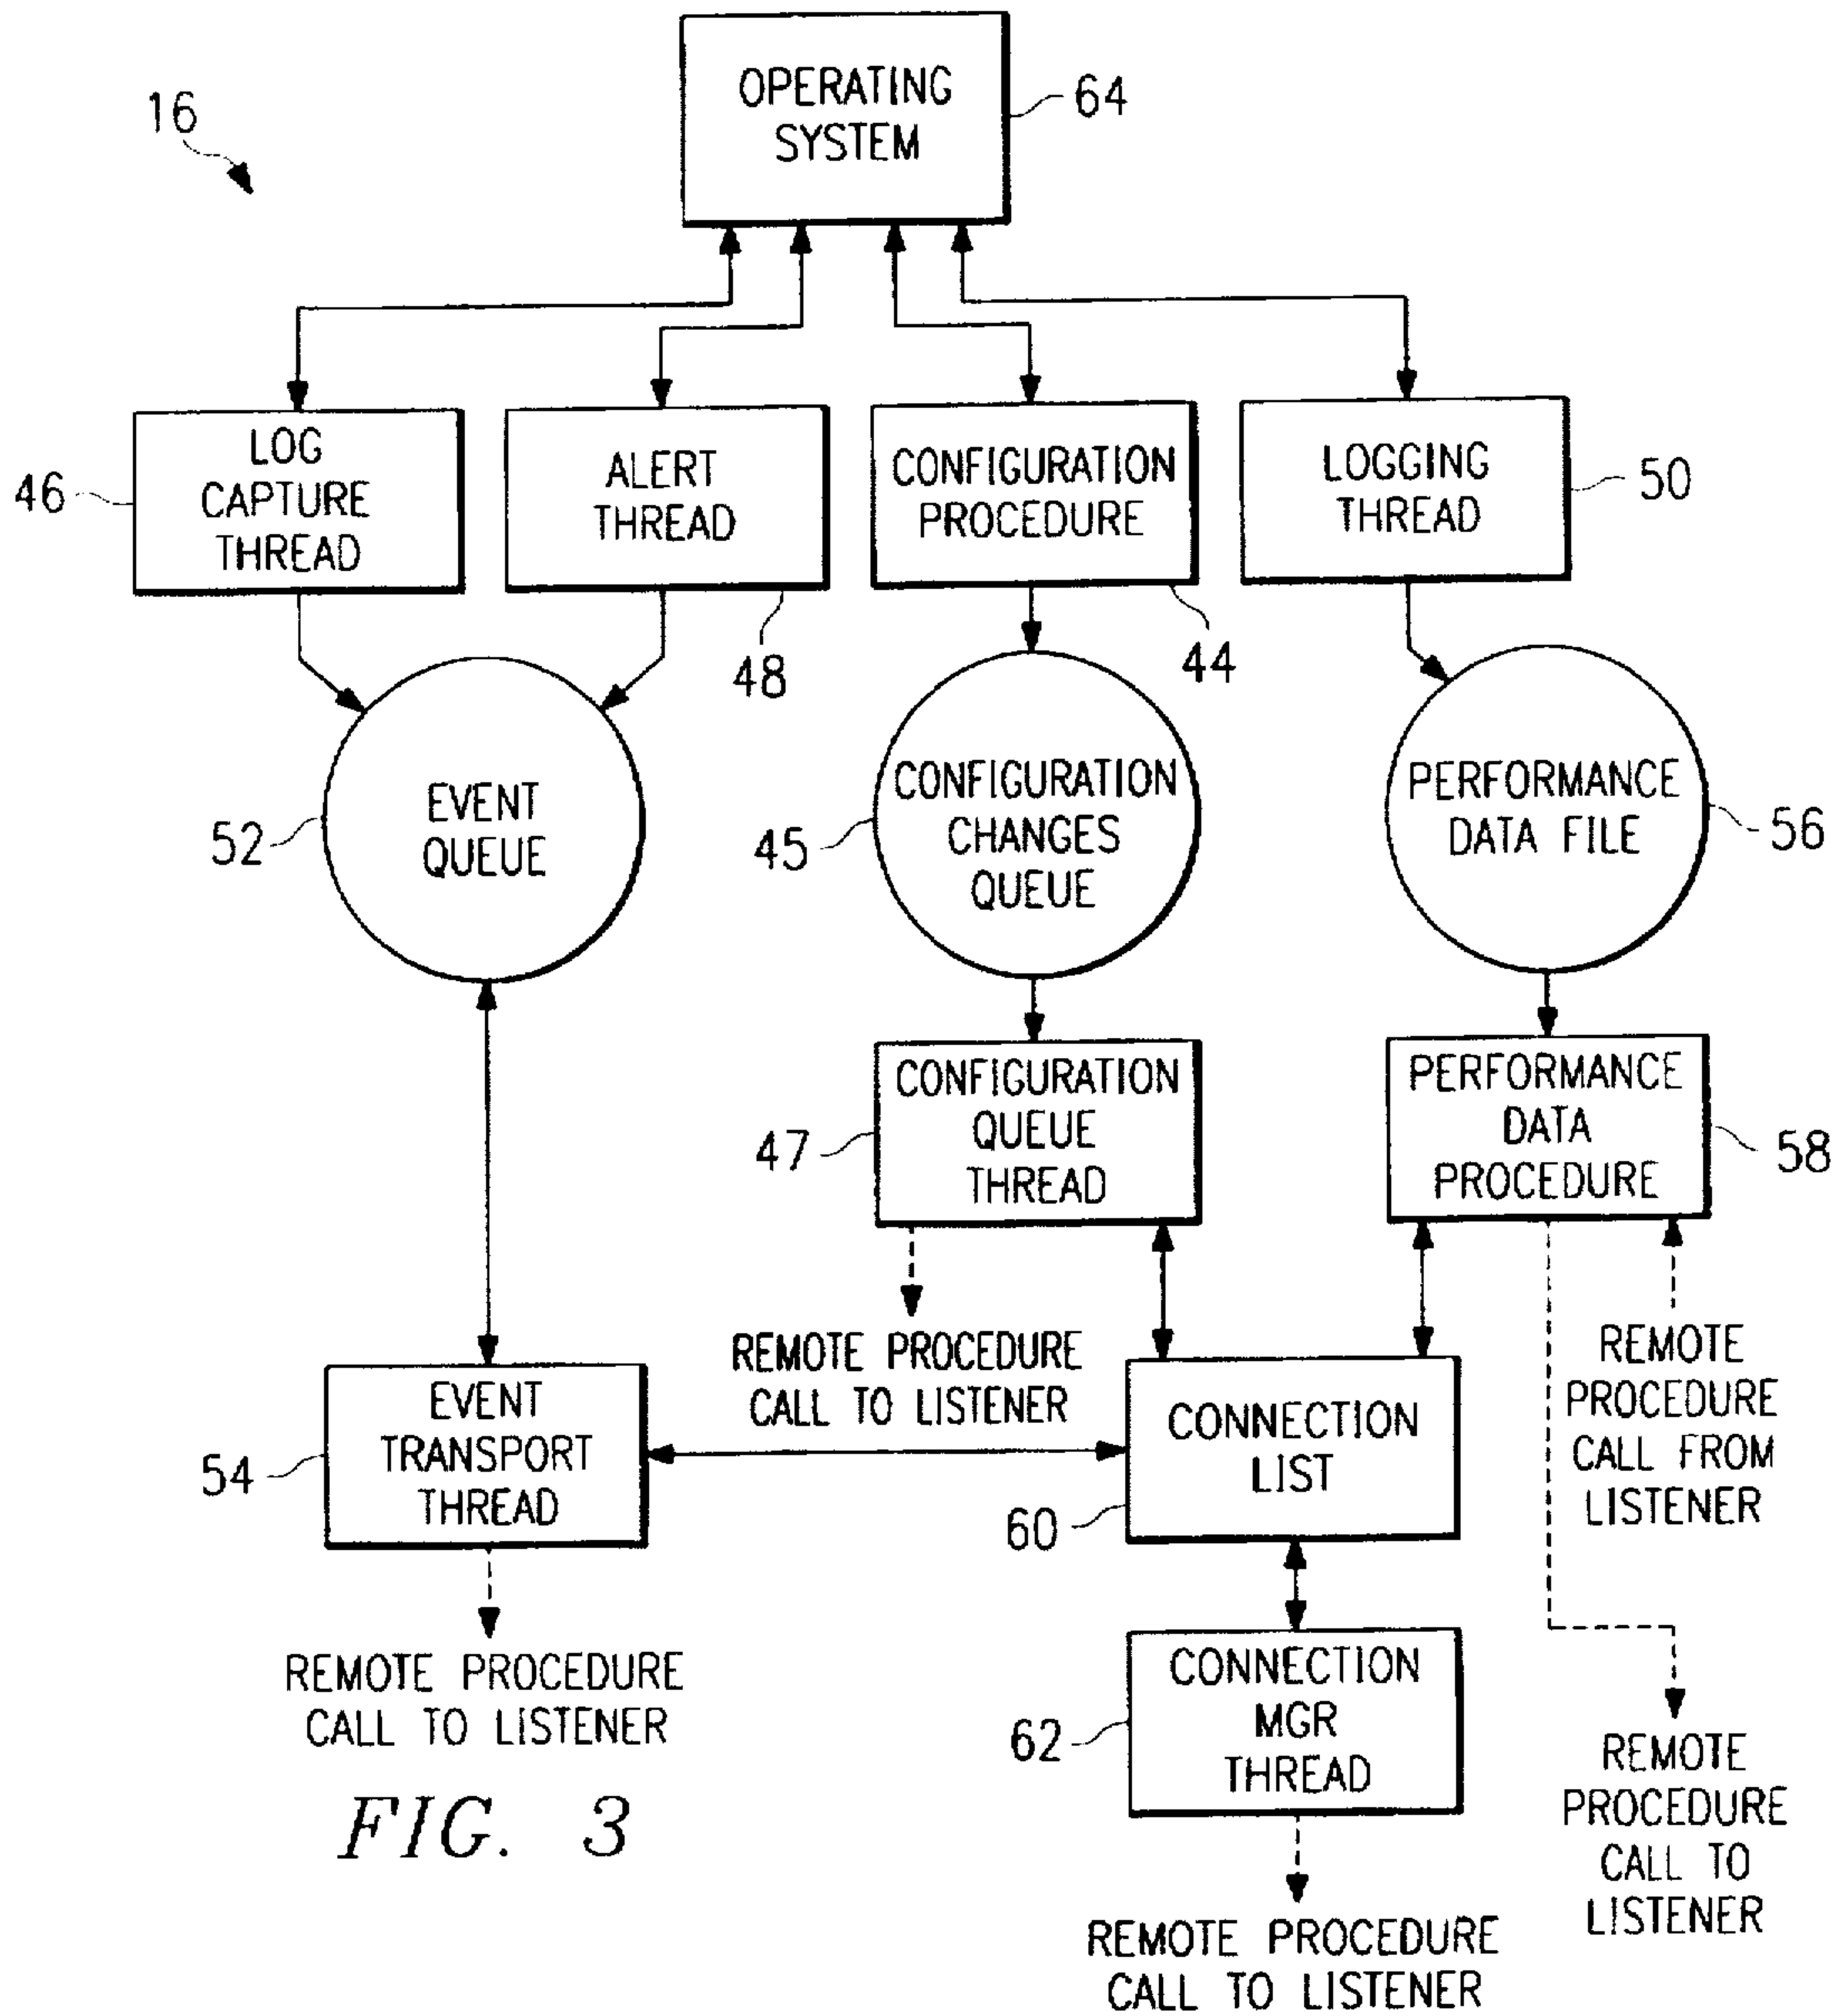 OPERATING
SYSTEM
64
16
LOG
CAPTURE
THREAD
46
ALERT
THREAD
48
CONFIGURATION
PROCEDURE
44
LOGGING
THREAD
50
EVENT
QUEUE
52
CONFIGURATION
CHANGES
QUEUE
45
PERFORMANCE
DATA FILE
56
CONFIGURATION
QUEUE
THREAD
47
PERFORMANCE
DATA
PROCEDURE
58
REMOTE PROCEDURE
CALL TO LISTENER
REMOTE
PROCEDURE
CALL FROM
LISTENER
EVENT
TRANSPORT
THREAD
54
CONNECTION
LIST
60
REMOTE PROCEDURE
CALL TO LISTENER
CONNECTION
MGR
THREAD
62
REMOTE
PROCEDURE
CALL TO
LISTENER
FIG. 3
REMOTE PROCEDURE
CALL TO LISTENER